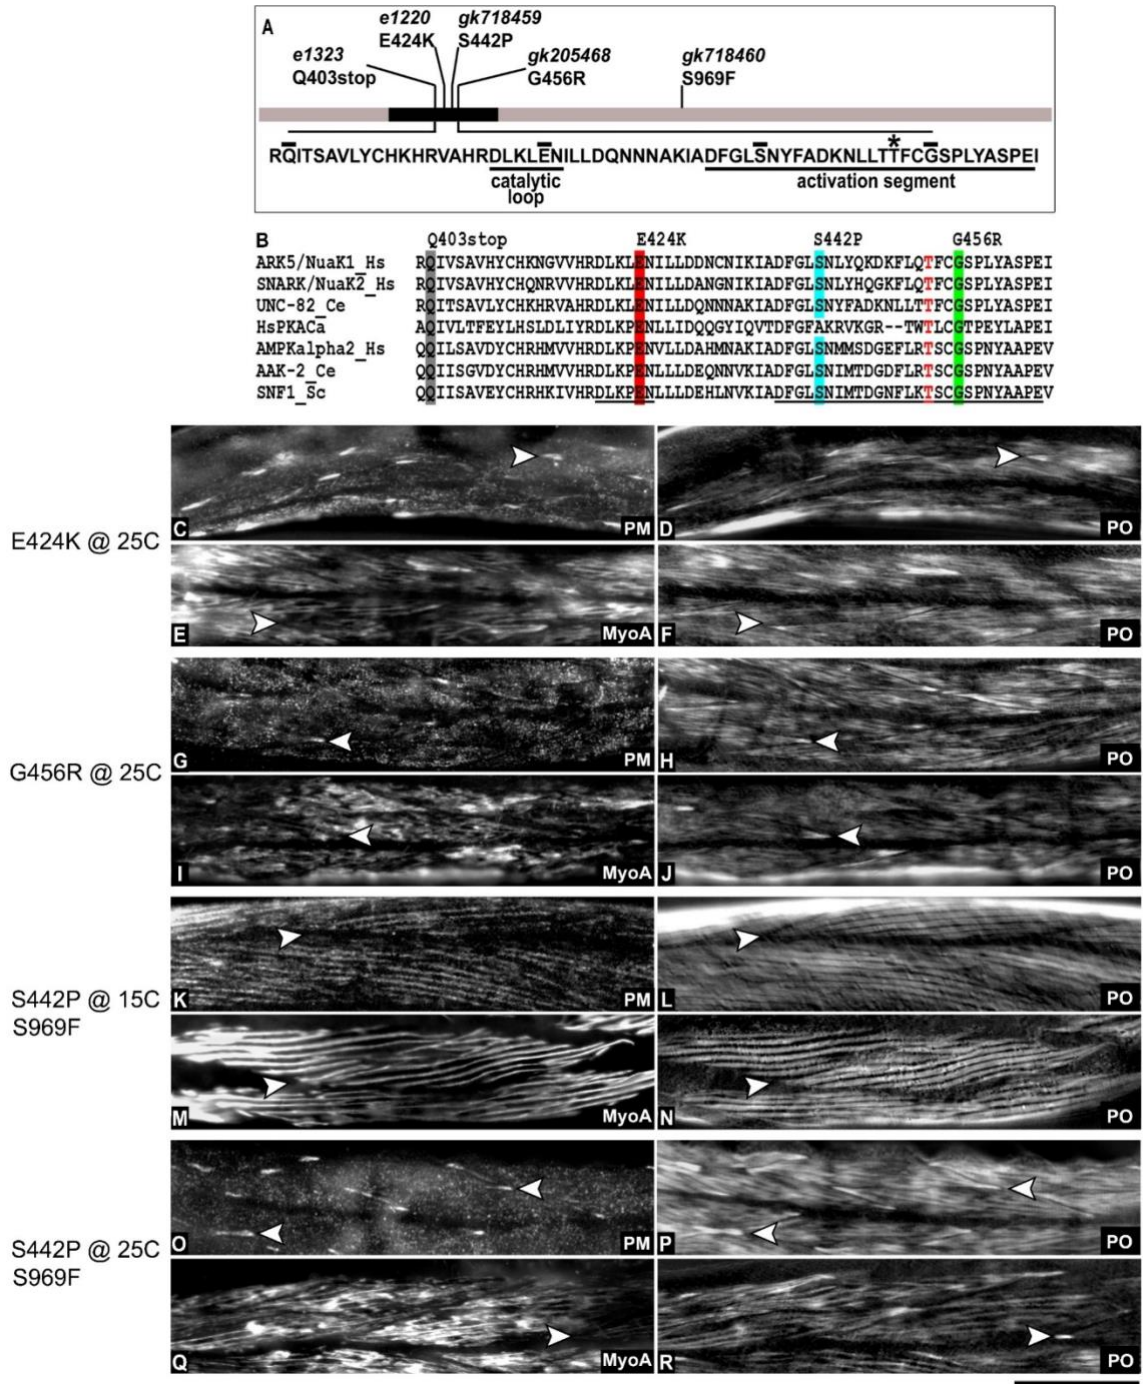 A
e1220
E424K
gk718459
S442P
e1323
Q403stop
gk205468
G456R
gk718460
S969F
*
RQITSAVLYCHKHRVAHRDLKLENILLDQNNNAKIADFGLSNYFADKNLLTTFCGSPLYASPEI
catalytic
loop
activation segment
B
Q403stop E424K S442P G456R
ARK5/NuaK1_Hs RQIVSAVHYCHKNGVVHRDLKLENILLDDNCNIKIADFGLSNLYQKDKFLQTFCGSPLYASPEI
SNARK/NuaK2_Hs RQIVSAVHYCHQNRVVHRDLKLENILLDANGNIKIADFGLSNLYHQGKFLQTFCGSPLYASPEI
UNC-82_Ce RQITSALVYCHKHRVAHRDLKLENILLDQNNNAKIADFGLSNYFADKNLLTTFCGSPLYASPEI
HsPKACa AQIVLTFEYLHSLDLIYRDLKPENLLIDQQGYIQVTDFGFAKRVKGR--TWTLCGTPEYLAPEI
AMPKalpha2_Hs QQILSAVDYCHRHMVVHRDLKPENVLLDAHMNAKIADFGLSNMMSDGEFLRTSCGSPNYAAPEV
AAK-2_Ce QQIISGVDYCHRHMVVHRDLKPENLLLDEQNNVKIADFGLSNIMTDGDFLRTSCGSPNYAAPEV
SNF1_Sc QQIISAVEYCHRHKIVHRDLKPENLLLDEHLNVKIADFGLSNIMTDGNFLKTSCGSPNYAAPEV
E424K @ 25C
C PM D PO
E MyoA F PO
G456R @ 25C
G PM H PO
I MyoA J PO
S442P @ 15C
S969F
K PM L PO
M MyoA N PO
S442P @ 25C
S969F
O PM P PO
Q MyoA R PO